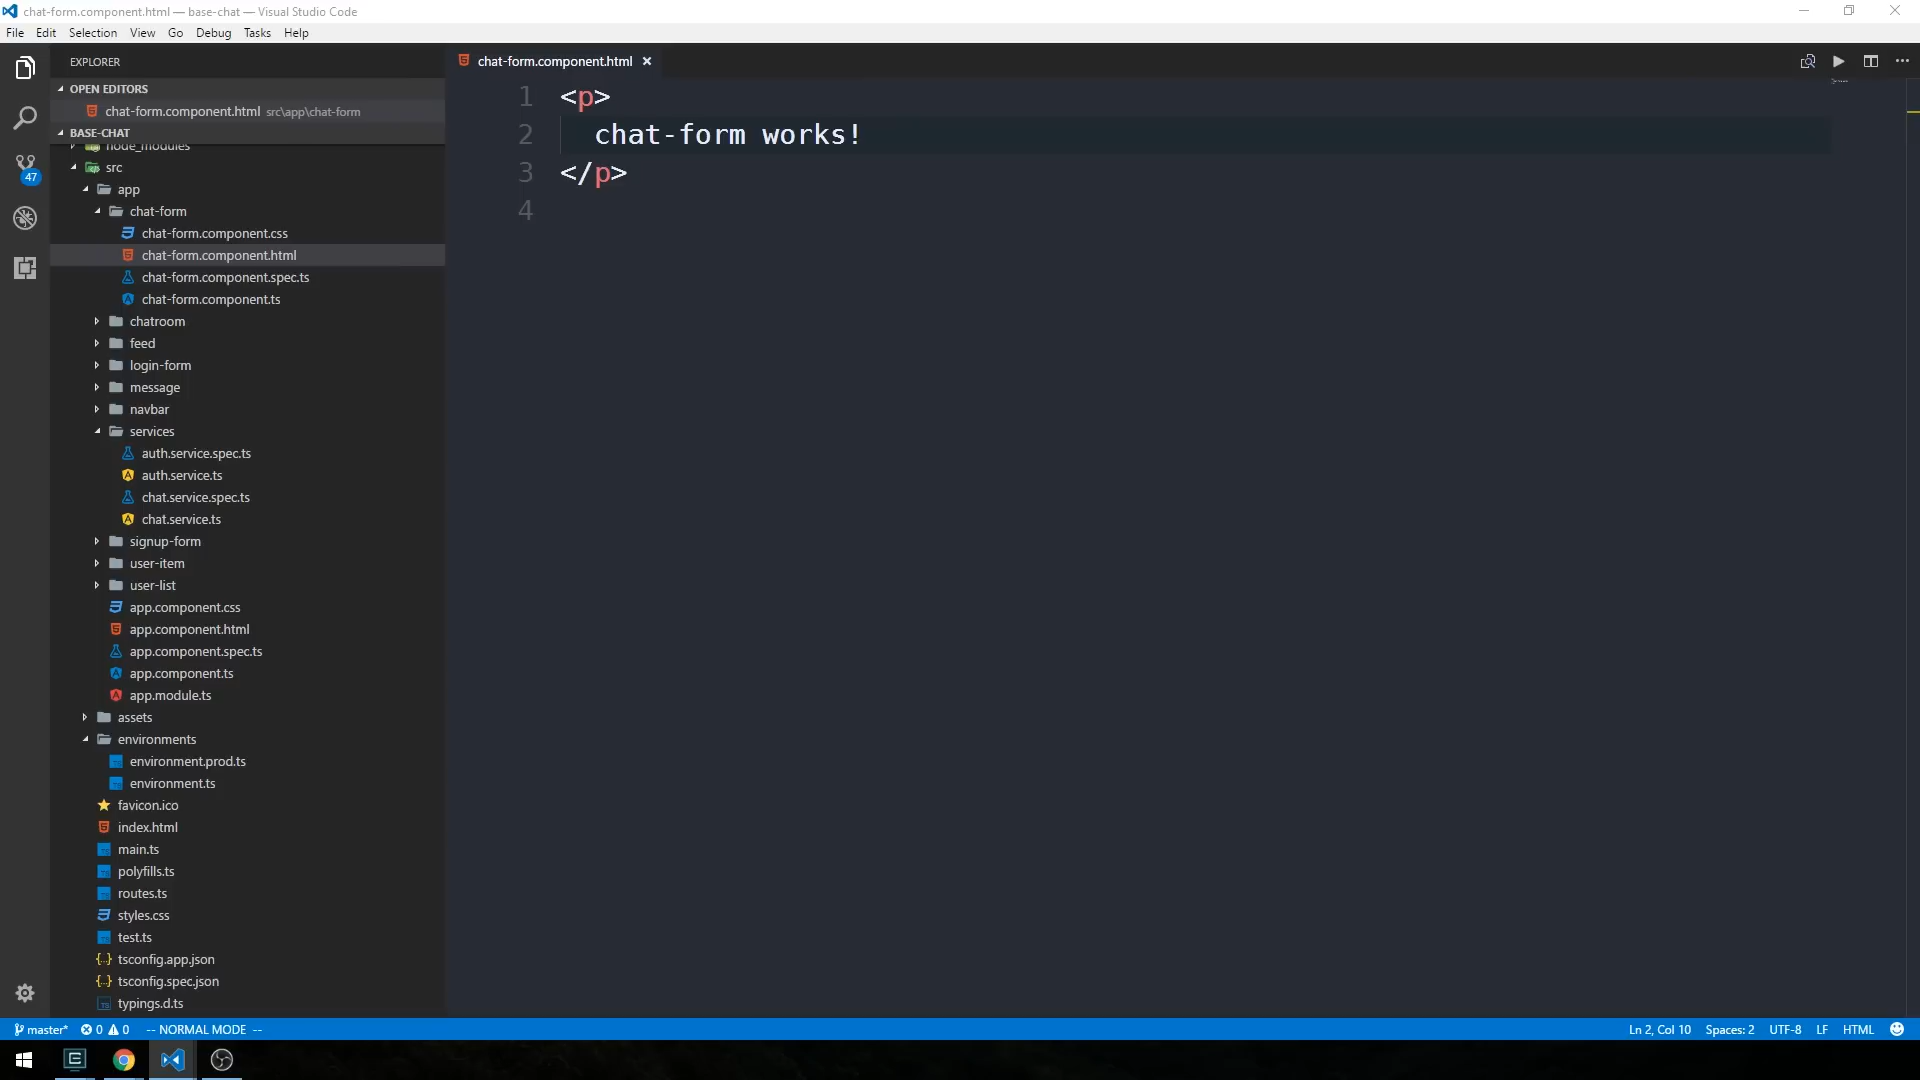 chat-form.component.html — base-chat — Visual Studio Code
File Edit Selection View Go Debug Tasks Help
EXPLORER
OPEN EDITORS
chat-form.component.html src\app\chat-form
BASE-CHAT
node_modules
src
app
chat-form
chat-form.component.css
chat-form.component.html
chat-form.component.spec.ts
chat-form.component.ts
chatroom
feed
login-form
message
navbar
services
auth.service.spec.ts
auth.service.ts
chat.service.spec.ts
chat.service.ts
signup-form
user-item
user-list
app.component.css
app.component.html
app.component.spec.ts
app.component.ts
app.module.ts
assets
environments
environment.prod.ts
environment.ts
favicon.ico
index.html
main.ts
polyfills.ts
routes.ts
styles.css
test.ts
tsconfig.app.json
tsconfig.spec.json
typings.d.ts
47
chat-form.component.html
1 <p>
2 chat-form works!
3 </p>
4
master* 0 0 -- NORMAL MODE --
Ln 2, Col 10 Spaces: 2 UTF-8 LF HTML